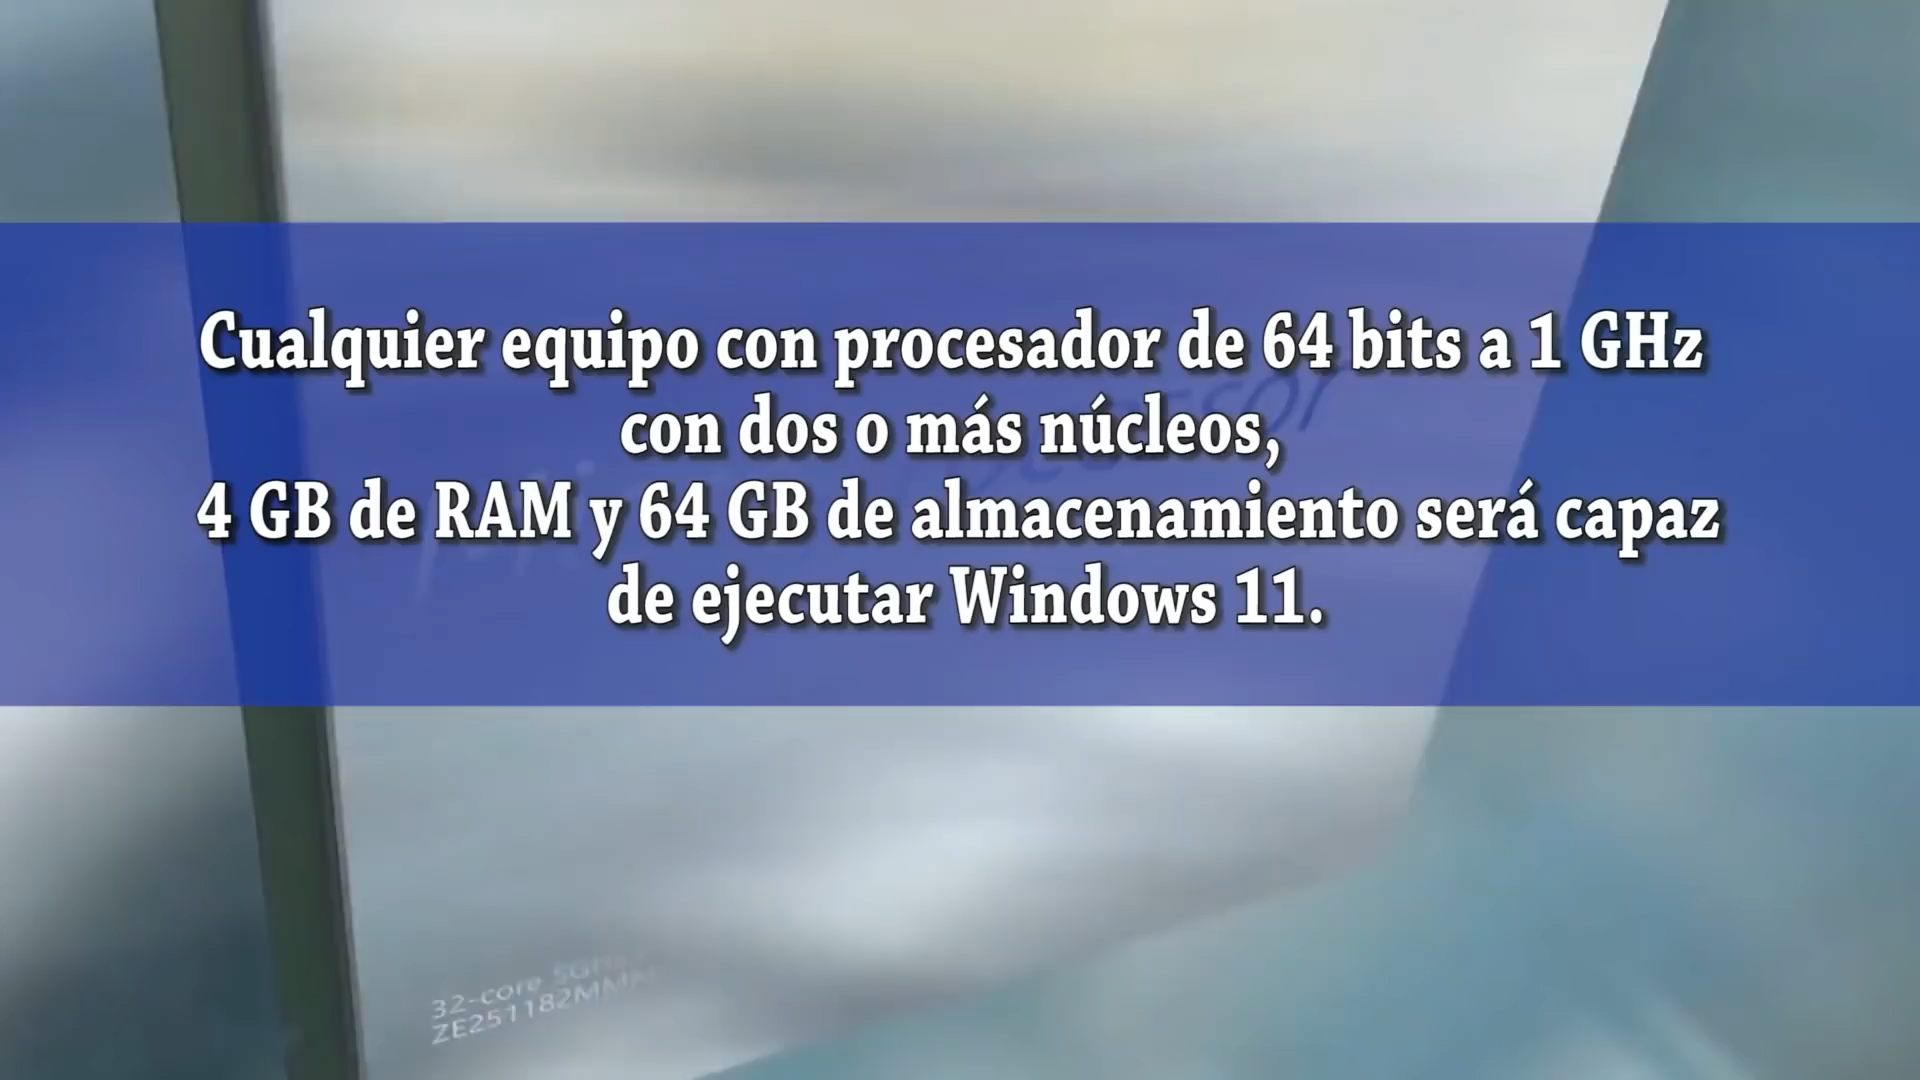 Cualquier equipo con procesador de 64 bits a 1 GHz
con dos o más núcleos,
4 GB de RAM y 64 GB de almacenamiento será capaz
de ejecutar Windows 11.
32-core 5GHz